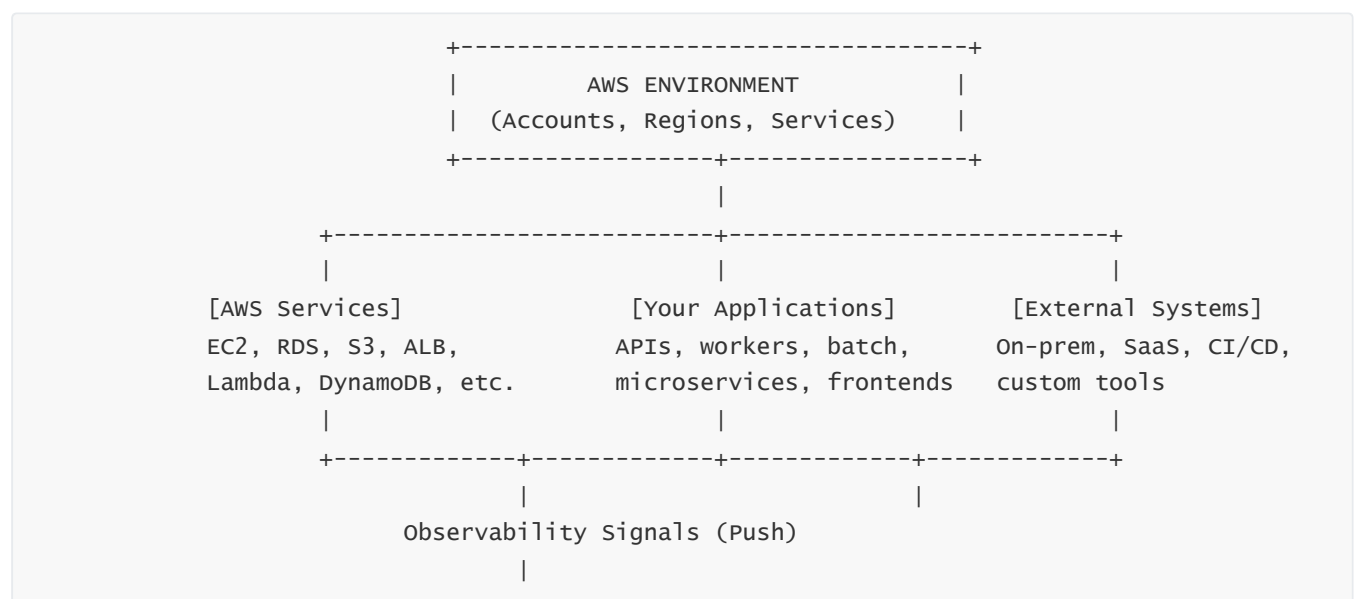 +------------------------------------+
|         AWS ENVIRONMENT           |
|  (Accounts, Regions, Services)    |
+------------------+-----------------+
|
+---------------------------+---------------------------+
|                           |                           |
[AWS Services]                [Your Applications]        [External Systems]
EC2, RDS, S3, ALB,           APIs, workers, batch,      On-prem, SaaS, CI/CD,
Lambda, DynamoDB, etc.       microservices, frontends   custom tools
|                           |                           |
+-------------+-------------+-------------+-------------+
|                           |
Observability Signals (Push)
|